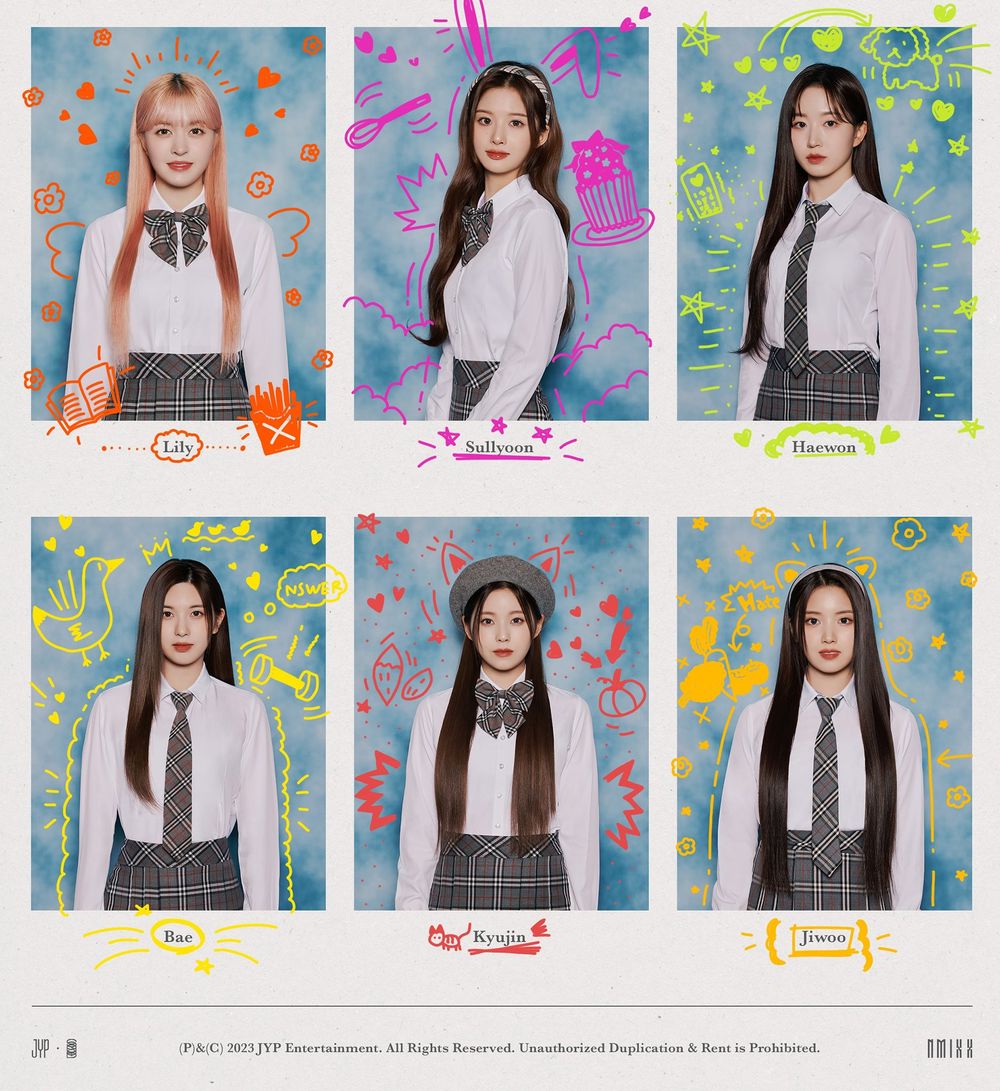 Lily
Sullyoon
Haewon
NSWER
Hate
Bae
Kyujin
Jiwoo
JYP
(P)&(C) 2023 JYP Entertainment. All Rights Reserved. Unauthorized Duplication & Rent is Prohibited.
NMIXX